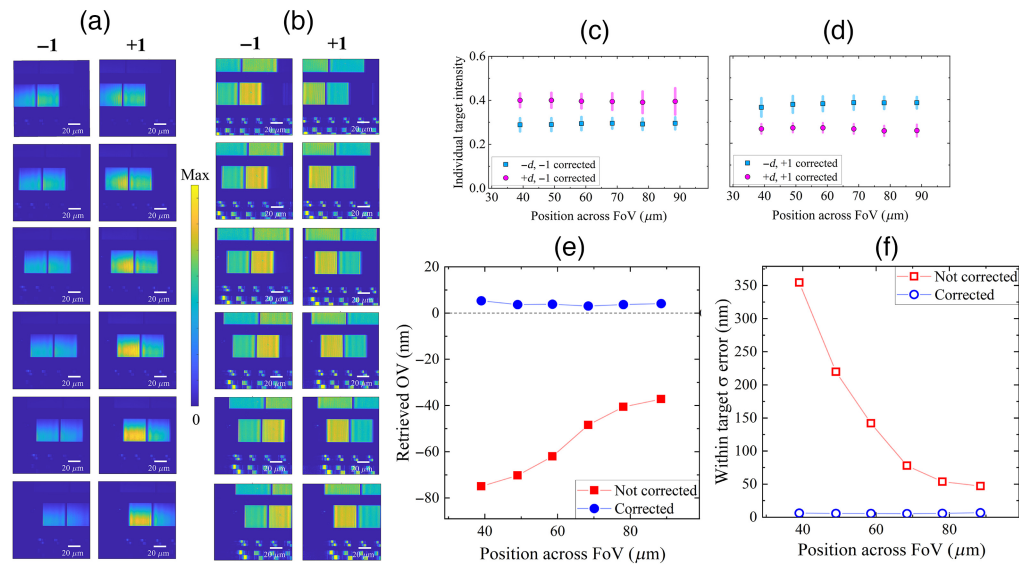 (a)
−1
+1
20 μm
20 μm
20 μm
20 μm
20 μm
20 μm
20 μm
20 μm
20 μm
20 μm
20 μm
20 μm
Max
0
(b)
−1
+1
20 μm
20 μm
20 μm
20 μm
20 μm
20 μm
20 μm
20 μm
20 μm
20 μm
20 μm
20 μm
(c)
Individual target intensity
0.6
0.4
0.2
0.0
−d, −1 corrected
+d, −1 corrected
30 40 50 60 70 80 90
Position across FoV (μm)
(d)
−d, +1 corrected
+d, +1 corrected
30 40 50 60 70 80 90
Position across FoV (μm)
(e)
Retrieved OV (nm)
20
0
−20
−40
−60
−80
Not corrected
Corrected
40 60 80
Position across FoV (μm)
(f)
Within target σ error (nm)
350
300
250
200
150
100
50
0
Not corrected
Corrected
40 60 80
Position across FoV (μm)